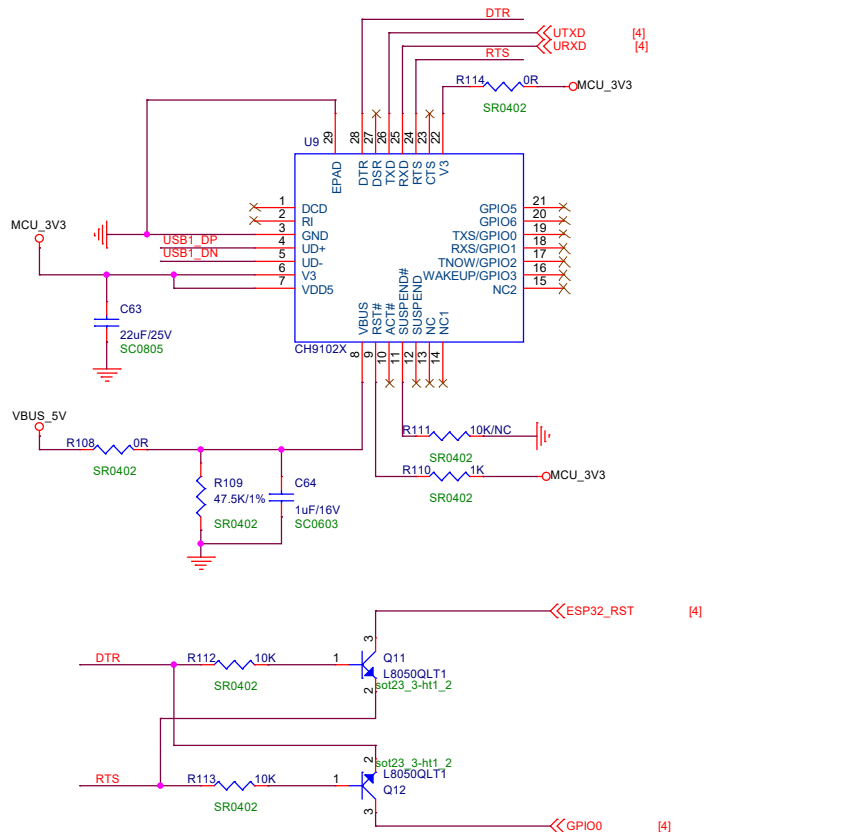 DTR
UTXD [4]
URXD [4]
RTS
R114 0R MCU_3V3
SR0402
U9
29 28 27 26 25 24 23 22
EPAD DTR DSR TXD RXD RTS CTS V3
1 DCD
2 RI
3 GND
4 UD+
5 UD-
6 V3
7 VDD5
GPIO5 21
GPIO6 20
TXS/GPIO0 19
RXS/GPIO1 18
TNOW/GPIO2 17
WAKEUP/GPIO3 16
NC2 15
MCU_3V3
USB1_DP
USB1_DN
C63
22uF/25V
SC0805
VBUS RST# ACT# SUSPEND# SUSPEND NC NC1
CH9102X
8 9 10 11 12 13 14
VBUS_5V
R108 0R
SR0402
R109
47.5K/1%
SR0402
C64
1uF/16V
SC0603
R111 10K/NC
SR0402
R110 1K MCU_3V3
SR0402
ESP32_RST [4]
DTR R112 10K 1
SR0402
3
Q11
L8050QLT1
sot23_3-ht1_2
2
2
sot23_3-ht1_2
L8050QLT1
Q12
RTS R113 10K 1
SR0402
3
GPIO0 [4]